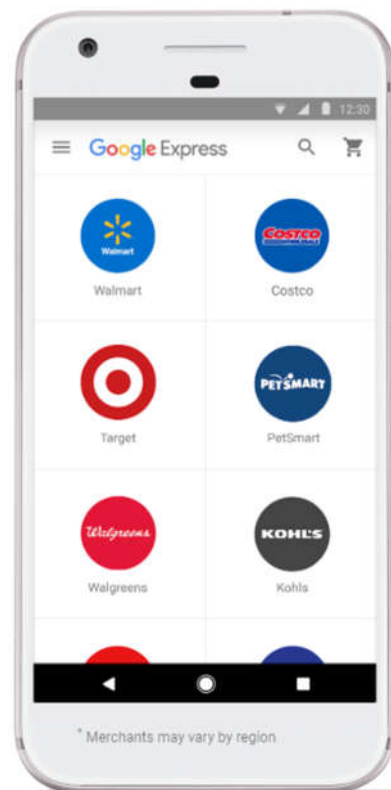 12:30
Google Express
Walmart
Walmart
COSTCO
WHOLESALE
Costco
Target
PETSMART
PetSmart
Walgreens
Walgreens
KOHL'S
Kohls
* Merchants may vary by region